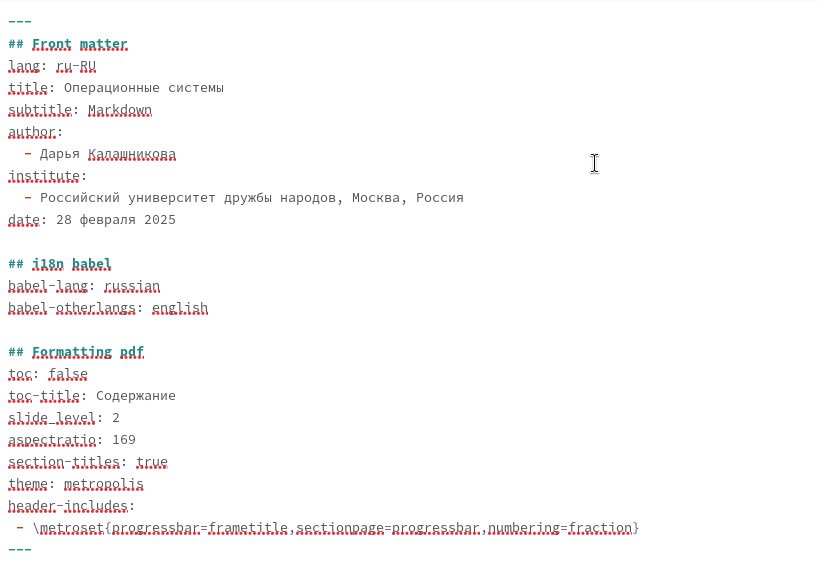 ---
## Front matter
lang: ru-RU
title: Операционные системы
subtitle: Markdown
author:
  - Дарья Калашникова
institute:
  - Российский университет дружбы народов, Москва, Россия
date: 28 февраля 2025

## i18n babel
babel-lang: russian
babel-otherlangs: english

## Formatting pdf
toc: false
toc-title: Содержание
slide_level: 2
aspectratio: 169
section-titles: true
theme: metropolis
header-includes:
 - \metroset{progressbar=frametitle,sectionpage=progressbar,numbering=fraction}
---